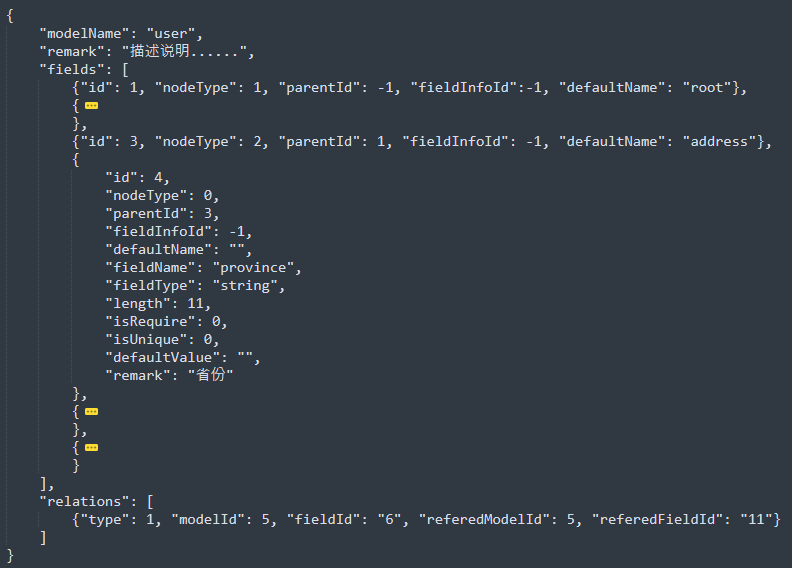 {
    "modelName": "user",
    "remark": "描述说明......",
    "fields": [
        {"id": 1, "nodeType": 1, "parentId": -1, "fieldInfoId":-1, "defaultName": "root"},
        {
        },
        {"id": 3, "nodeType": 2, "parentId": 1, "fieldInfoId": -1, "defaultName": "address"},
        {
            "id": 4,
            "nodeType": 0,
            "parentId": 3,
            "fieldInfoId": -1,
            "defaultName": "",
            "fieldName": "province",
            "fieldType": "string",
            "length": 11,
            "isRequire": 0,
            "isUnique": 0,
            "defaultValue": "",
            "remark": "省份"
        },
        {
        },
        {
        }
    ],
    "relations": [
        {"type": 1, "modelId": 5, "fieldId": "6", "referedModelId": 5, "referedFieldId": "11"}
    ]
}